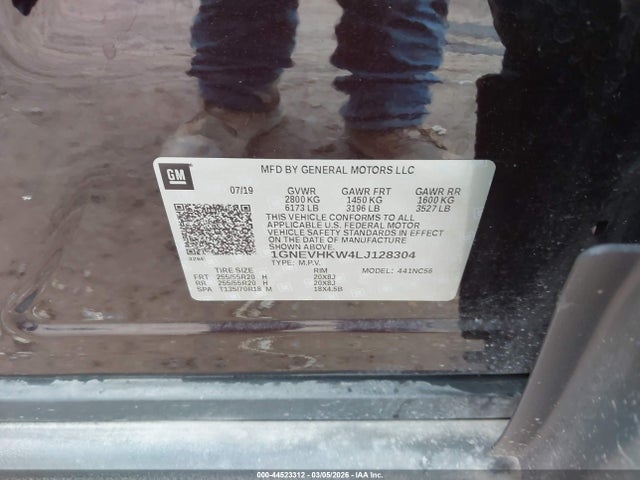 GM
MFD BY GENERAL MOTORS LLC
07/19 GVWR GAWR FRT GAWR RR
2800 KG 1450 KG 1600 KG
6173 LB 3196 LB 3527 LB
THIS VEHICLE CONFORMS TO ALL
APPLICABLE U.S. FEDERAL MOTOR
VEHICLE SAFETY STANDARDS IN
EFFECT ON THE DATE OF MANUFACTURE
SHOWN ABOVE.
1GNEVHKW4LJ128304
TYPE: M.P.V. MODEL: 441NC56
TIRE SIZE RIM
FRT 255/55R20 H 20X8J
RR 255/55R20 H 20X8J
SPA T135/70R18 M 18X4.5B
000-44523312 | 03/05/2026 - IAA Inc.